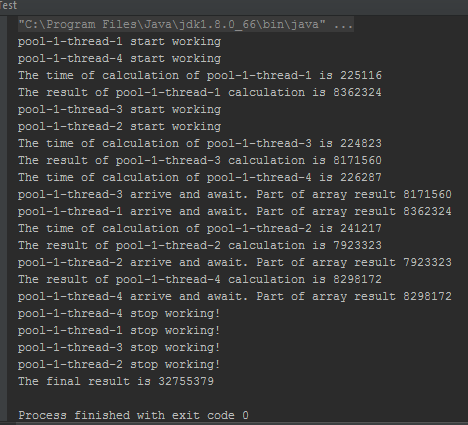 Test
"C:\Program Files\Java\jdk1.8.0_66\bin\java" ...
pool-1-thread-1 start working
pool-1-thread-4 start working
The time of calculation of pool-1-thread-1 is 225116
The result of pool-1-thread-1 calculation is 8362324
pool-1-thread-3 start working
pool-1-thread-2 start working
The time of calculation of pool-1-thread-3 is 224823
The result of pool-1-thread-3 calculation is 8171560
The time of calculation of pool-1-thread-4 is 226287
pool-1-thread-3 arrive and await. Part of array result 8171560
pool-1-thread-1 arrive and await. Part of array result 8362324
The time of calculation of pool-1-thread-2 is 241217
The result of pool-1-thread-2 calculation is 7923323
pool-1-thread-2 arrive and await. Part of array result 7923323
The result of pool-1-thread-4 calculation is 8298172
pool-1-thread-4 arrive and await. Part of array result 8298172
pool-1-thread-4 stop working!
pool-1-thread-1 stop working!
pool-1-thread-3 stop working!
pool-1-thread-2 stop working!
The final result is 32755379
Process finished with exit code 0